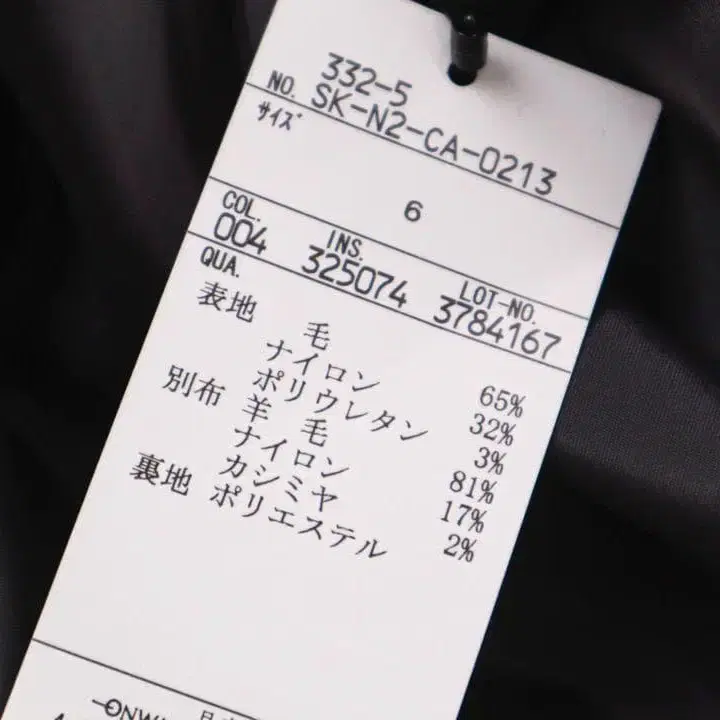 332-5
NO. SK-N2-CA-0213
サイズ
6
COL. INS. LOT-NO.
004 325074 3784167
QUA.
表地 毛 65%
ナイロン 32%
ポリウレタン 3%
別布 羊 毛 81%
ナイロン 17%
カシミヤ 2%
裏地 ポリエステル